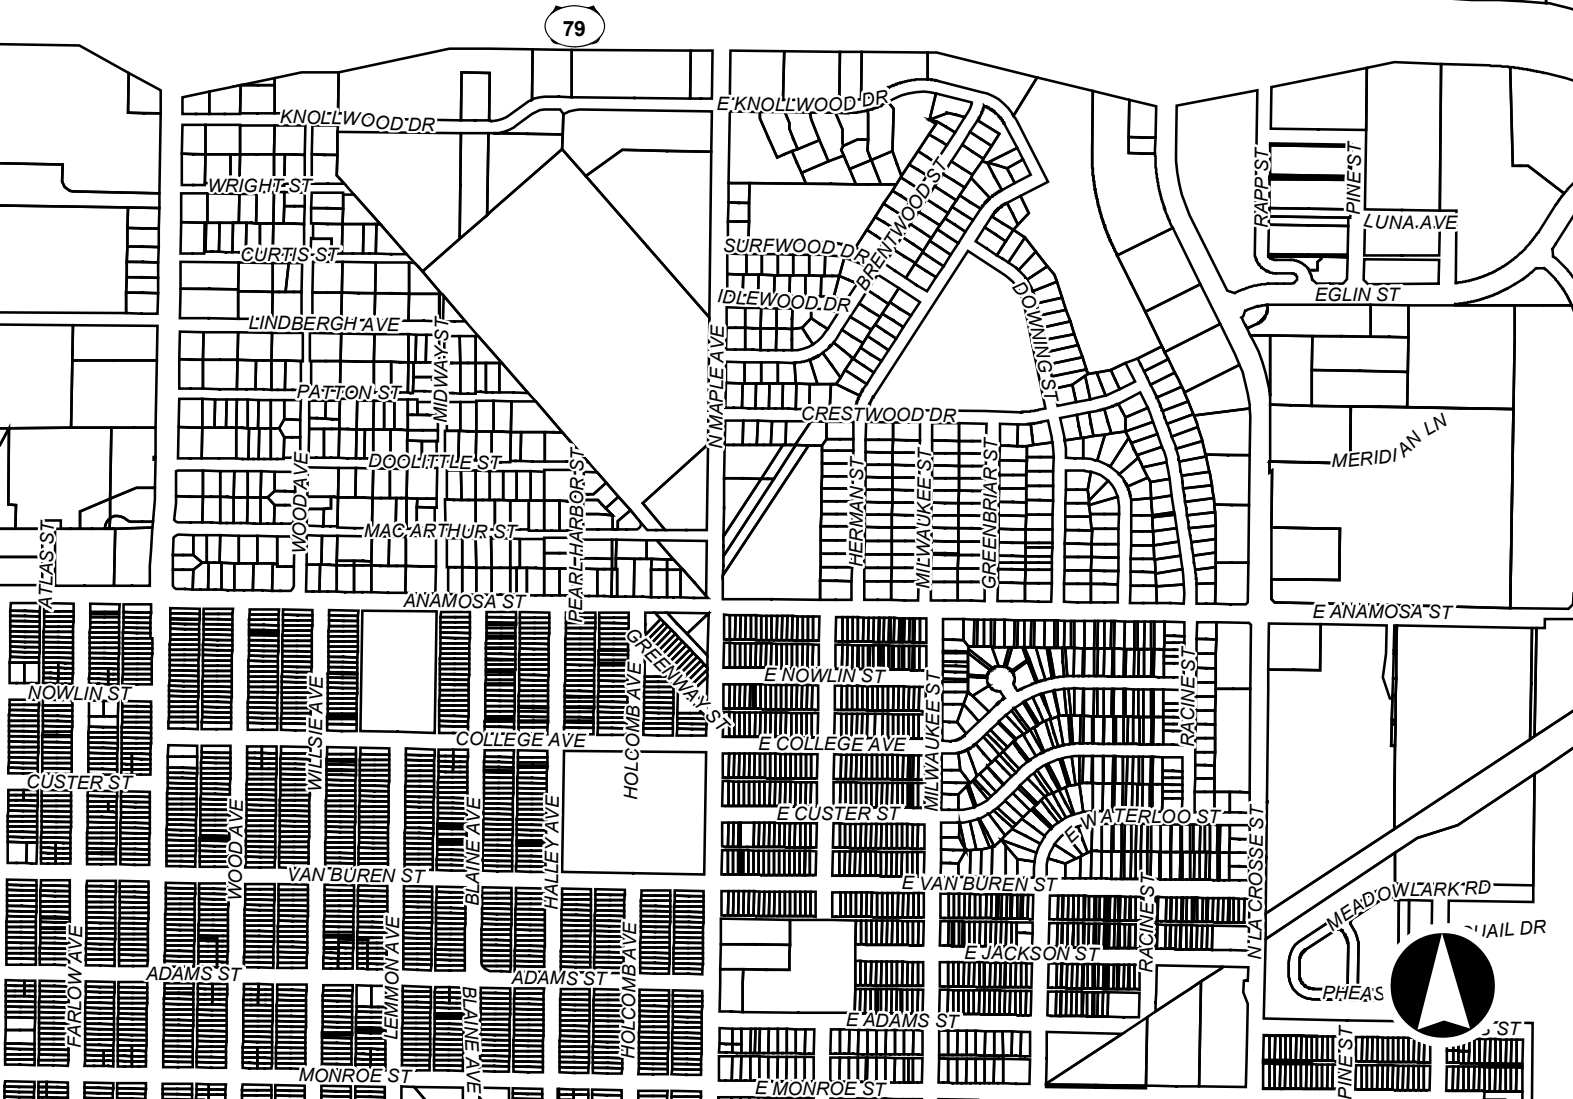 79
KNOLLWOOD DR
E KNOLLWOOD DR
WRIGHT ST
BRENTWOOD ST
RAPP ST
PINE ST
LUNA AVE
CURTIS ST
SURFWOOD DR
IDLEWOOD DR
EGLIN ST
LINDBERGH AVE
MIDWAY ST
N MAPLE AVE
DOWNING ST
PATTON ST
CRESTWOOD DR
MERIDIAN LN
DOOLITTLE ST
WOOD AVE
PEARL HARBOR ST
HERMAN ST
MILWAUKEE ST
GREENBRIAR ST
MAC ARTHUR ST
ATLAS ST
ANAMOSA ST
E ANAMOSA ST
GREENWAY ST
NOWLIN ST
E NOWLIN ST
WILLSIE AVE
HOLCOMB AVE
MILWAUKEE ST
RACINE ST
COLLEGE AVE
E COLLEGE AVE
CUSTER ST
E CUSTER ST
E WATERLOO ST
WOOD AVE
BLAINE AVE
HALLEY AVE
N LA CROSSE ST
VAN BUREN ST
E VAN BUREN ST
MEADOWLARK RD
RACINE ST
UAIL DR
FARLOW AVE
LEMMON AVE
HOLCOMB AVE
E JACKSON ST
ADAMS ST
ADAMS ST
PHEAS
BLAINE AVE
E ADAMS ST
S ST
PINE ST
MONROE ST
E MONROE ST